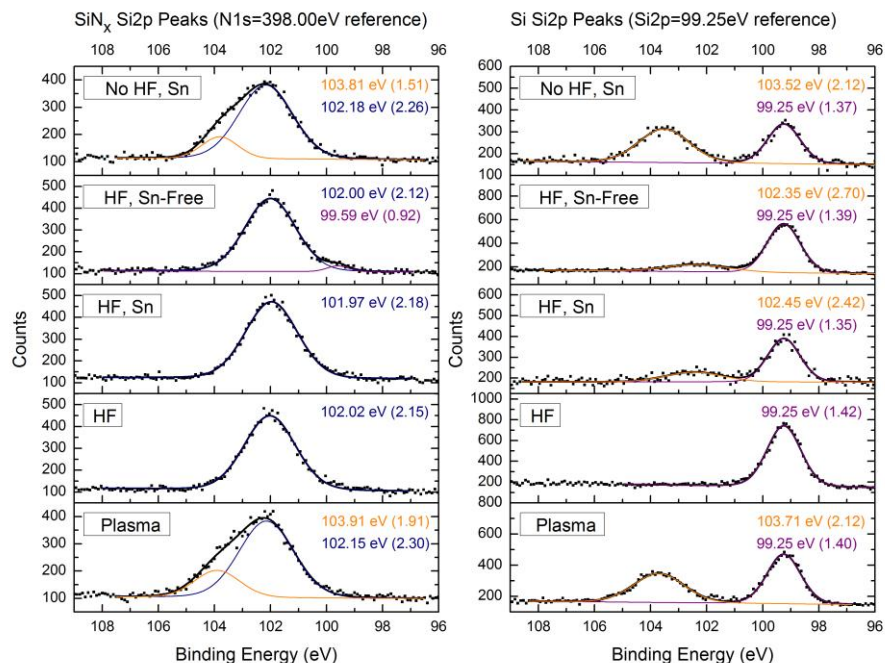 SiNx Si2p Peaks (N1s=398.00eV reference)
108 106 104 102 100 98 96
400
300
200
100
No HF, Sn
103.81 eV (1.51)
102.18 eV (2.26)
500
400
300
200
100
HF, Sn-Free
102.00 eV (2.12)
99.59 eV (0.92)
500
400
300
200
100
HF, Sn
101.97 eV (2.18)
500
400
300
200
100
HF
102.02 eV (2.15)
400
300
200
100
Plasma
103.91 eV (1.91)
102.15 eV (2.30)
108 106 104 102 100 98 96
Counts
Binding Energy (eV)
Si Si2p Peaks (Si2p=99.25eV reference)
108 106 104 102 100 98 96
600
500
400
300
200
100
No HF, Sn
103.52 eV (2.12)
99.25 eV (1.37)
800
600
400
200
HF, Sn-Free
102.35 eV (2.70)
99.25 eV (1.39)
600
500
400
300
200
100
HF, Sn
102.45 eV (2.42)
99.25 eV (1.35)
1000
800
600
400
200
HF
99.25 eV (1.42)
800
600
400
200
Plasma
103.71 eV (2.12)
99.25 eV (1.40)
108 106 104 102 100 98 96
Counts
Binding Energy (eV)